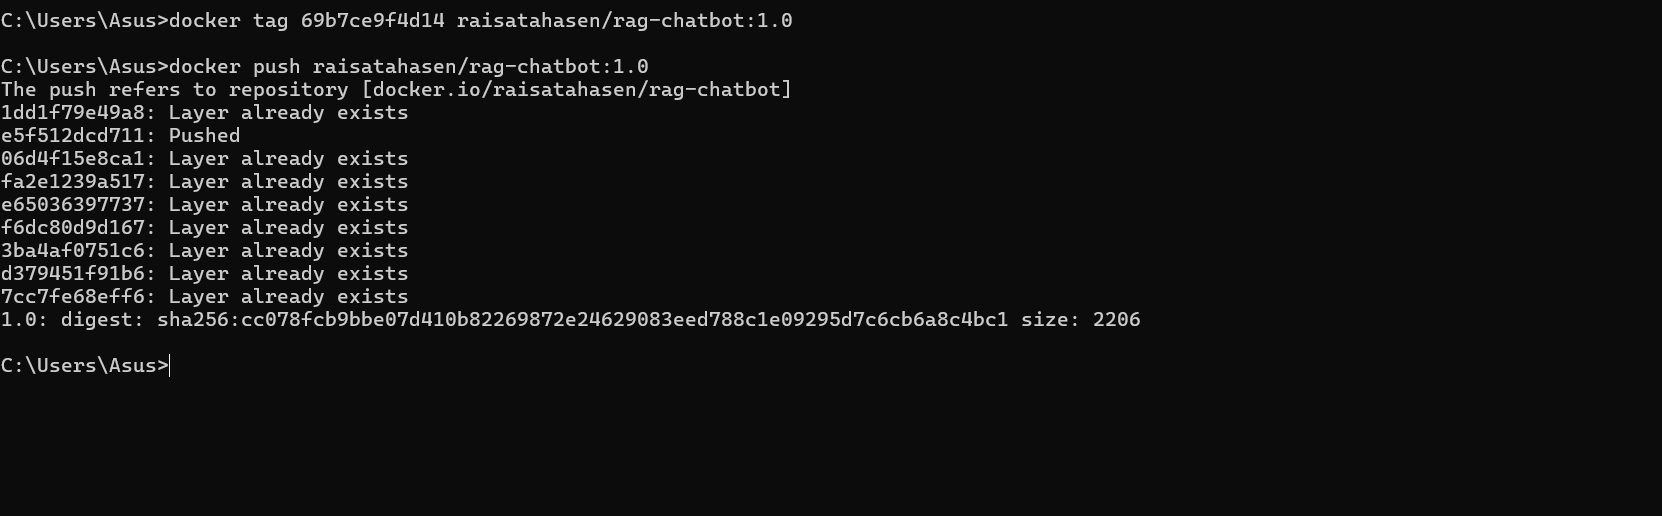 C:\Users\Asus>docker tag 69b7ce9f4d14 raisatahasen/rag-chatbot:1.0
C:\Users\Asus>docker push raisatahasen/rag-chatbot:1.0
The push refers to repository [docker.io/raisatahasen/rag-chatbot]
1dd1f79e49a8: Layer already exists
e5f512dcd711: Pushed
06d4f15e8ca1: Layer already exists
fa2e1239a517: Layer already exists
e65036397737: Layer already exists
f6dc80d9d167: Layer already exists
3ba4af0751c6: Layer already exists
d379451f91b6: Layer already exists
7cc7fe68eff6: Layer already exists
1.0: digest: sha256:cc078fcb9bbe07d410b82269872e24629083eed788c1e09295d7c6cb6a8c4bc1 size: 2206
C:\Users\Asus>